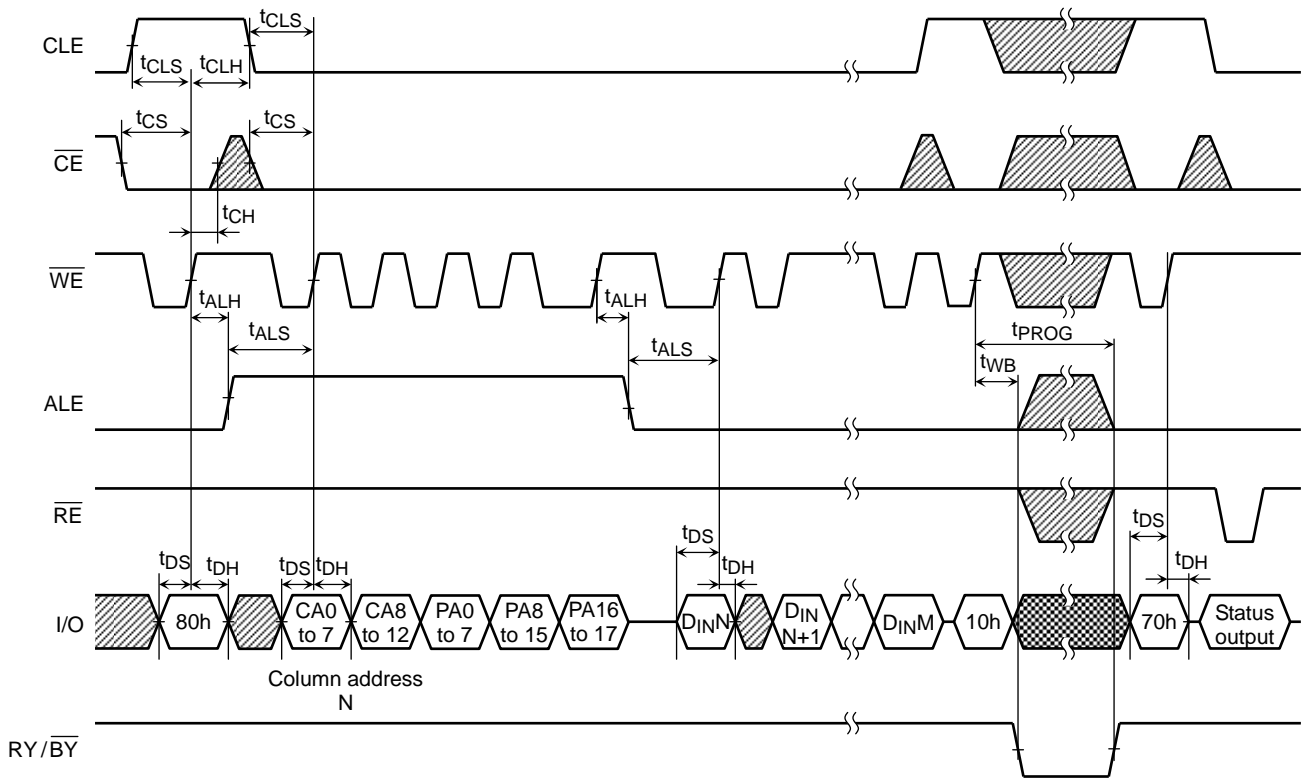 CLE
tCLS
tCLS tCLH
CE
tCS tCS
tCH
WE
tALH tALS tALH tALS tPROG
tWB
ALE
RE
tDS tDH tDS tDH tDS tDH tDS tDH
I/O
80h
CA0 to 7
CA8 to 12
PA0 to 7
PA8 to 15
PA16 to 17
DINN
DIN N+1
DINM
10h
70h
Status output
Column address
N
RY/BY